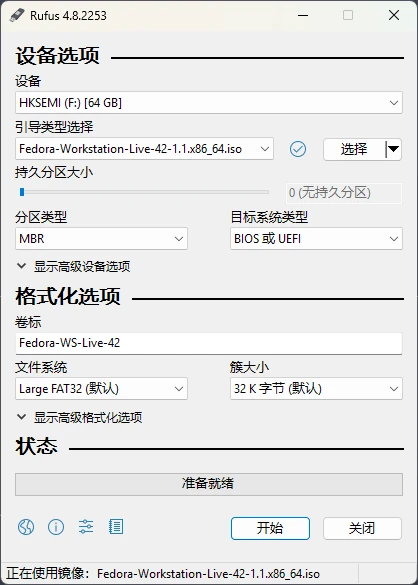 Rufus 4.8.2253
设备选项
设备
HKSEMI (F:) [64 GB]
引导类型选择
Fedora-Workstation-Live-42-1.1.x86_64.iso
选择
持久分区大小
0 (无持久分区)
分区类型
目标系统类型
MBR
BIOS 或 UEFI
显示高级设备选项
格式化选项
卷标
Fedora-WS-Live-42
文件系统
簇大小
Large FAT32 (默认)
32 K 字节 (默认)
显示高级格式化选项
状态
准备就绪
开始
关闭
正在使用镜像：Fedora-Workstation-Live-42-1.1.x86_64.iso